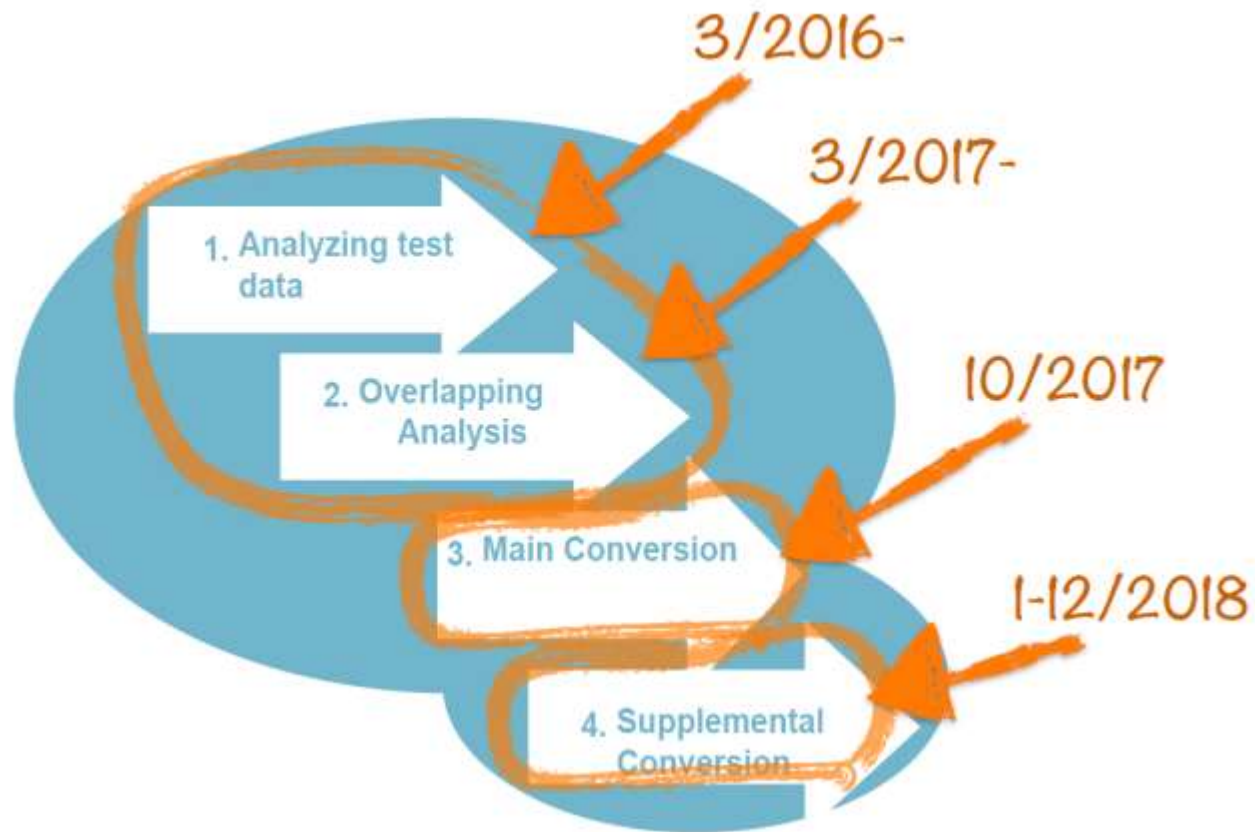 3/2016-
3/2017-
1. Analyzing test
data
2. Overlapping
Analysis
10/2017
3. Main Conversion
1-12/2018
4. Supplemental
Conversion